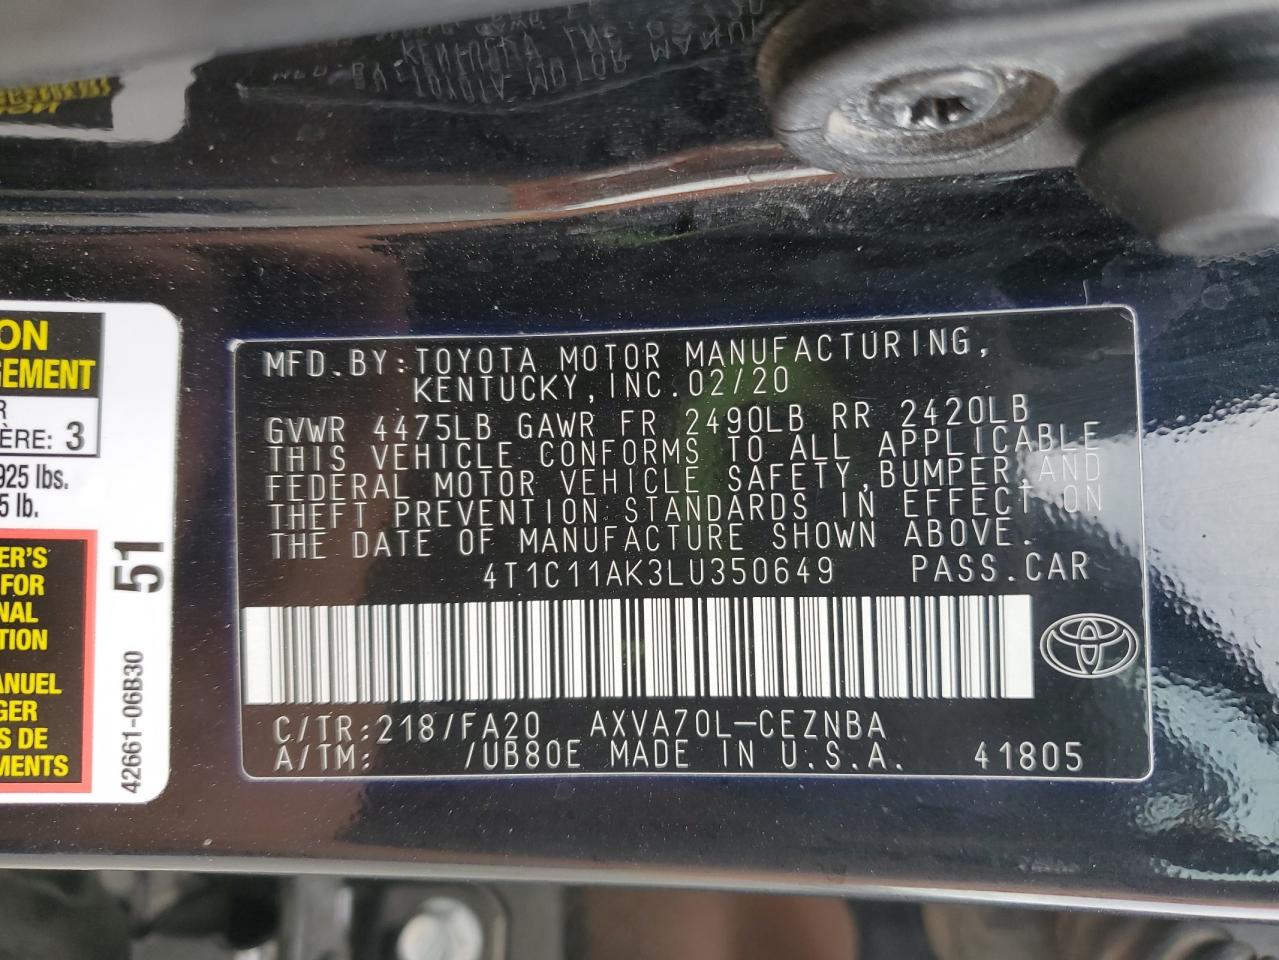 MFD.BY:TOYOTA MOTOR MANUFACTURING,
KENTUCKY,INC.02/20
GVWR 4475LB GAWR FR 2490LB RR 2420LB
THIS VEHICLE CONFORMS TO ALL APPLICABLE
FEDERAL MOTOR VEHICLE SAFETY,BUMPER,AND
THEFT PREVENTION STANDARDS IN EFFECT ON
THE DATE OF MANUFACTURE SHOWN ABOVE.
4T1C11AK3LU350649 PASS.CAR
C/TR:218/FA20 AXVA70L-CEZNBA
A/TM: /UB80E MADE IN U.S.A. 41805
ON
GEMENT
R
ÈRE: 3
925 lbs.
5 lb.
ER'S
FOR
NAL
TION
ANUEL
GER
S DE
MENTS
51
42661-06B30